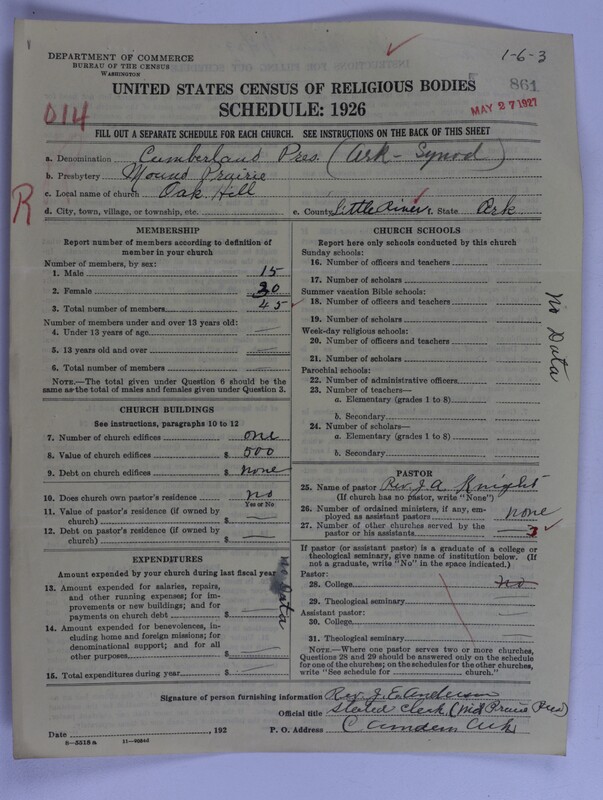 DEPARTMENT OF COMMERCE
BUREAU OF THE CENSUS
WASHINGTON
1-6-3
861
MAY 27 1927
UNITED STATES CENSUS OF RELIGIOUS BODIES
SCHEDULE: 1926
014
FILL OUT A SEPARATE SCHEDULE FOR EACH CHURCH. SEE INSTRUCTIONS ON THE BACK OF THIS SHEET
a. Denomination Cumberland Pres. (Ark - Synod)
b. Presbytery Mound Prairie
c. Local name of church Oak Hill
R
d. City, town, village, or township, etc. e. County Little River f. State Ark
MEMBERSHIP
Report number of members according to definition of member in your church
Number of members, by sex:
1. Male 15
2. Female 30
3. Total number of members 45
Number of members under and over 13 years old:
4. Under 13 years of age
5. 13 years old and over
6. Total number of members
NOTE.—The total given under Question 6 should be the
same as the total of males and females given under Question 3.
CHURCH BUILDINGS
See instructions, paragraphs 10 to 12
7. Number of church edifices one
8. Value of church edifices $ 500
9. Debt on church edifices $ none
10. Does church own pastor's residence no
Yes or No
11. Value of pastor's residence (if owned by
church) $
12. Debt on pastor's residence (if owned by
church) $
EXPENDITURES
Amount expended by your church during last fiscal year
no Data
13. Amount expended for salaries, repairs,
and other running expenses; for im-
provements or new buildings; and for
payments on church debt $
14. Amount expended for benevolences, in-
cluding home and foreign missions; for
denominational support; and for all
other purposes $
15. Total expenditures during year $
CHURCH SCHOOLS
Report here only schools conducted by this church
Sunday schools:
16. Number of officers and teachers
17. Number of scholars
Summer vacation Bible schools:
18. Number of officers and teachers
19. Number of scholars
Week-day religious schools:
20. Number of officers and teachers
21. Number of scholars
Parochial schools:
22. Number of administrative officers
23. Number of teachers—
a. Elementary (grades 1 to 8)
b. Secondary
24. Number of scholars—
a. Elementary (grades 1 to 8)
b. Secondary
No Data
PASTOR
25. Name of pastor Rev. J. A. Knight
(If church has no pastor, write "None")
26. Number of ordained ministers, if any, em-
ployed as assistant pastors none
27. Number of other churches served by the
pastor or his assistants 3
If pastor (or assistant pastor) is a graduate of a college or
theological seminary, give name of institution below. (If
not a graduate, write "No" in the space indicated.)
Pastor:
28. College no
29. Theological seminary
Assistant pastor:
30. College
31. Theological seminary
NOTE.—Where one pastor serves two or more churches,
Questions 28 and 29 should be answered only on the schedule
for one of the churches; on the schedules for the other churches,
write "See schedule for church."
Signature of person furnishing information Rev. J. E. Anderson
Official title Stated Clerk
Date , 192 P. O. Address Camden Ark
8-5318 a